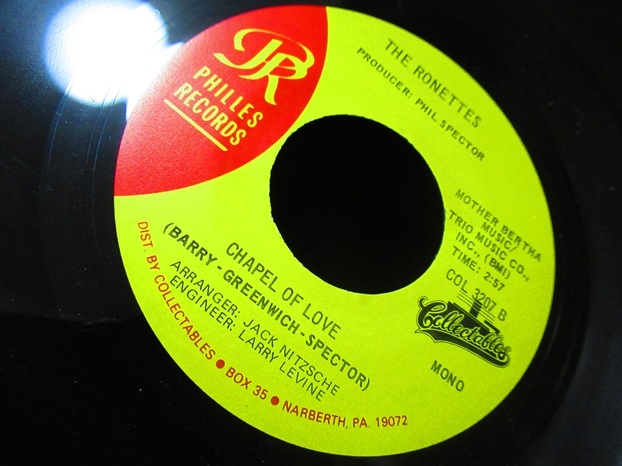 PR
PHILLES
RECORDS
THE RONETTES
PRODUCER: PHIL SPECTOR
MOTHER BERTHA
MUSIC/
TRIO MUSIC CO.,
INC., (BMI)
TIME: 2:57
COL 3207 B
Collectables
MONO
CHAPEL OF LOVE
(BARRY-GREENWICH-SPECTOR)
ARRANGER: JACK NITZSCHE
ENGINEER: LARRY LEVINE
DIST. BY COLLECTABLES • BOX 35 • NARBERTH, PA. 19072